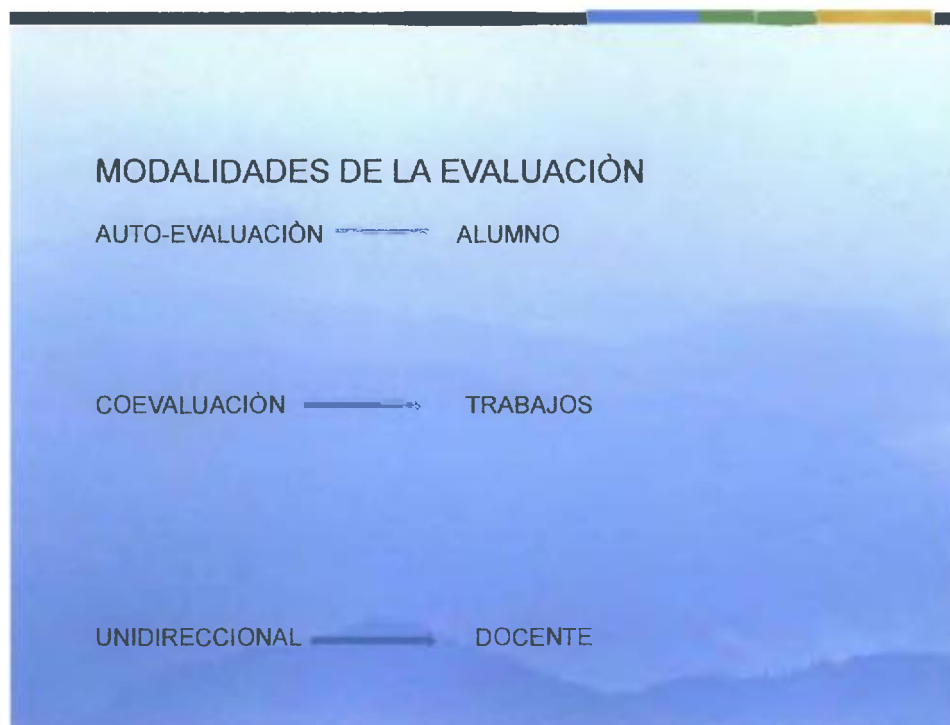 MODALIDADES DE LA EVALUACIÒN
AUTO-EVALUACIÒN ALUMNO
COEVALUACIÒN TRABAJOS
UNIDIRECCIONAL DOCENTE